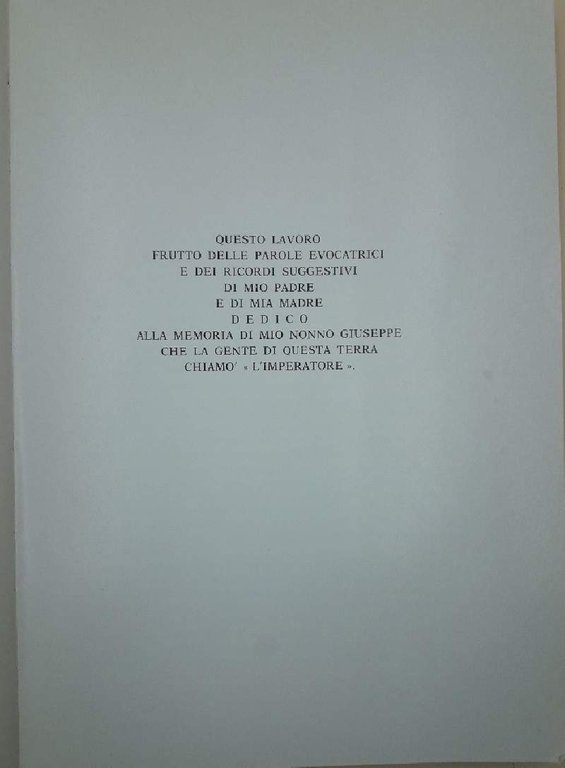 QUESTO LAVORO
FRUTTO DELLE PAROLE EVOCATRICI
E DEI RICORDI SUGGESTIVI
DI MIO PADRE
E DI MIA MADRE
D E D I C O
ALLA MEMORIA DI MIO NONNO GIUSEPPE
CHE LA GENTE DI QUESTA TERRA
CHIAMO' « L'IMPERATORE ».